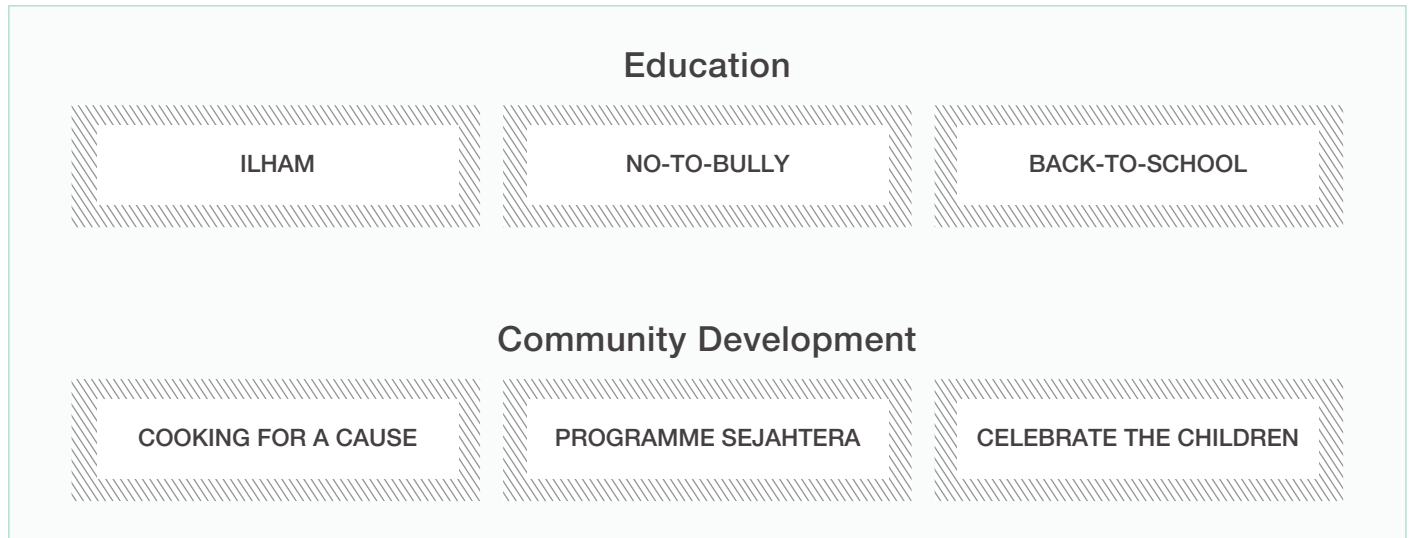 Education
ILHAM
NO-TO-BULLY
BACK-TO-SCHOOL
Community Development
COOKING FOR A CAUSE
PROGRAMME SEJAHTERA
CELEBRATE THE CHILDREN